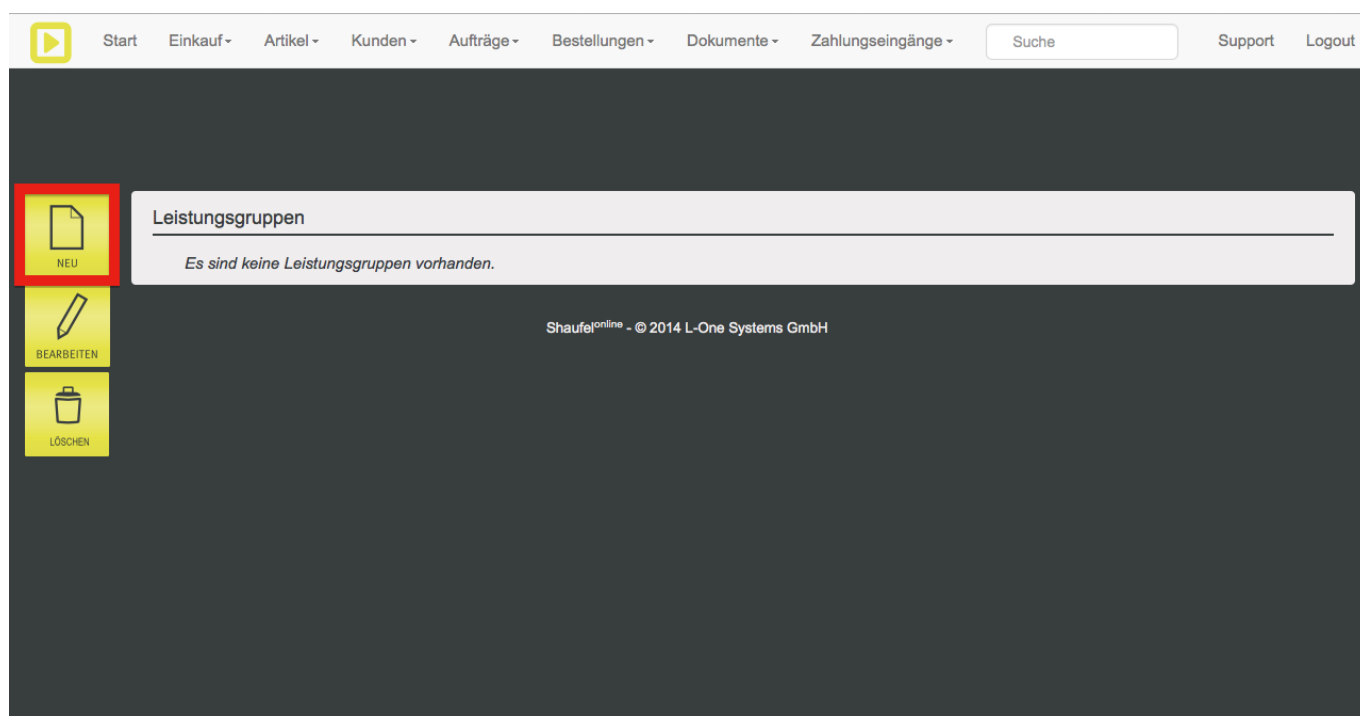 Start Einkauf Artikel Kunden Aufträge Bestellungen Dokumente Zahlungseingänge Suche Support Logout
Leistungsgruppen
NEU
Es sind keine Leistungsgruppen vorhanden.
BEARBEITEN
Shaufelonline - © 2014 L-One Systems GmbH
LÖSCHEN